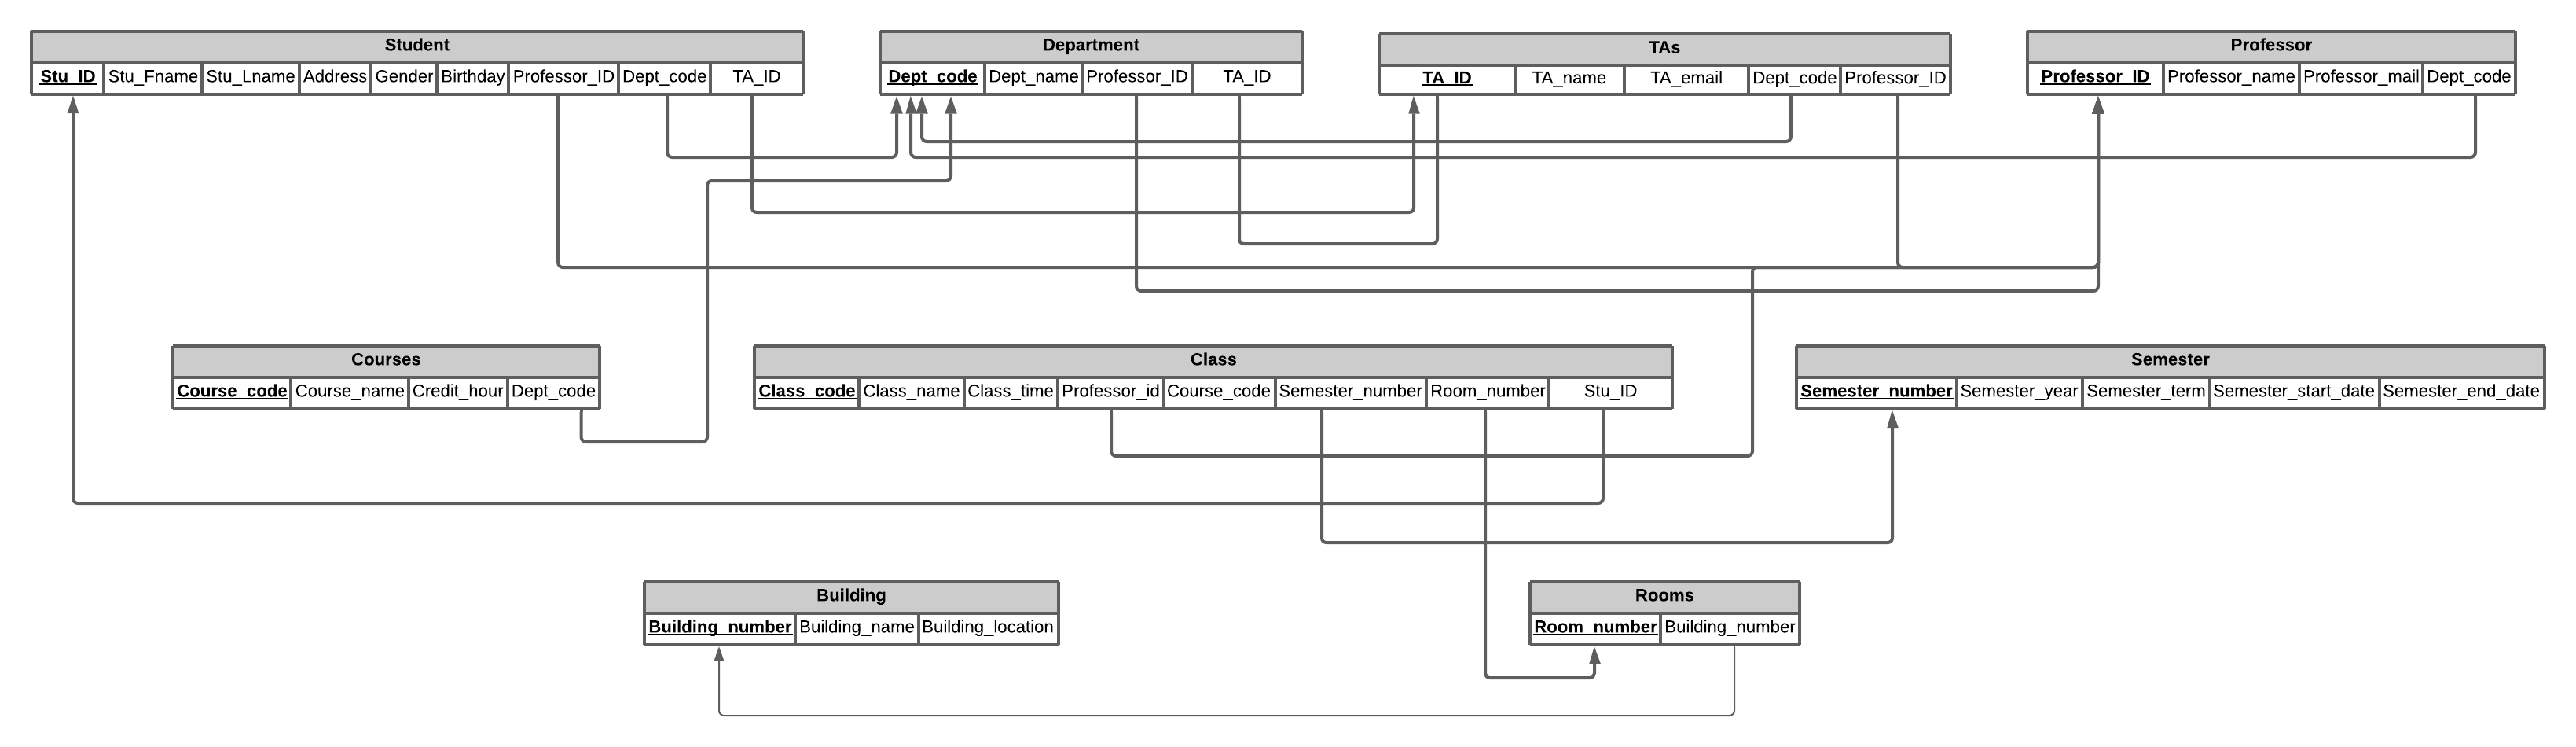 Student
Stu_ID Stu_Fname Stu_Lname Address Gender Birthday Professor_ID Dept_code TA_ID
Department
Dept_code Dept_name Professor_ID TA_ID
TAs
TA_ID TA_name TA_email Dept_code Professor_ID
Professor
Professor_ID Professor_name Professor_mail Dept_code
Courses
Course_code Course_name Credit_hour Dept_code
Class
Class_code Class_name Class_time Professor_id Course_code Semester_number Room_number Stu_ID
Semester
Semester_number Semester_year Semester_term Semester_start_date Semester_end_date
Building
Building_number Building_name Building_location
Rooms
Room_number Building_number